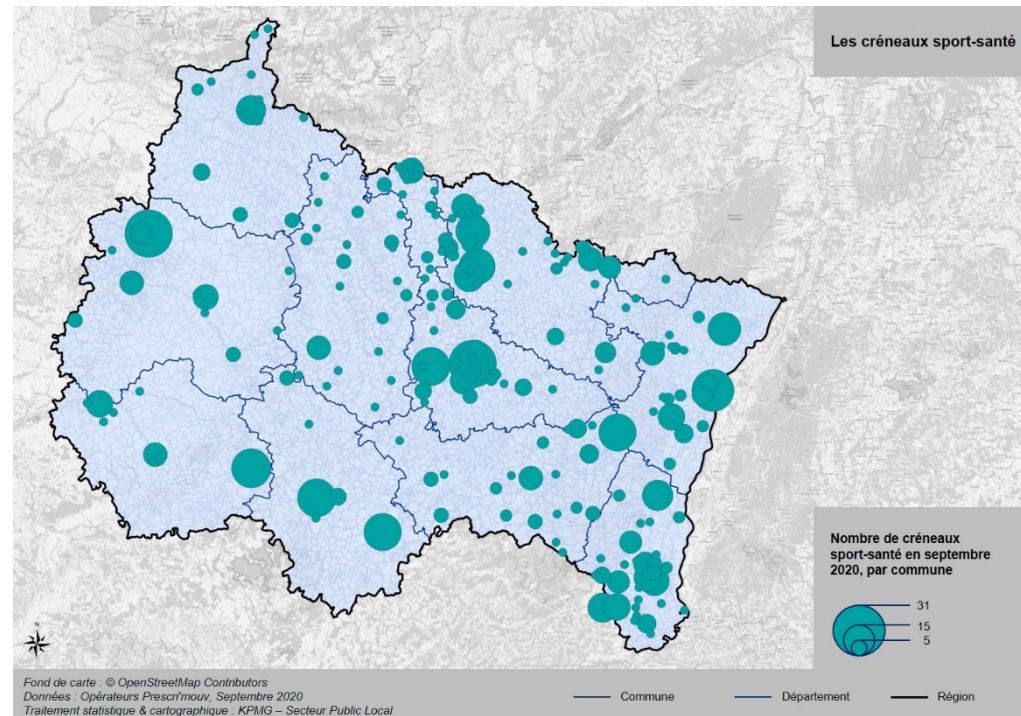 Les créneaux sport-santé
Nombre de créneaux
sport-santé en septembre
2020, par commune
31
15
5
N
Fond de carte : © OpenStreetMap Contributors
Données : Opérateurs Prescri'mouv, Septembre 2020
Traitement statistique & cartographique : KPMG – Secteur Public Local
Commune
Département
Région